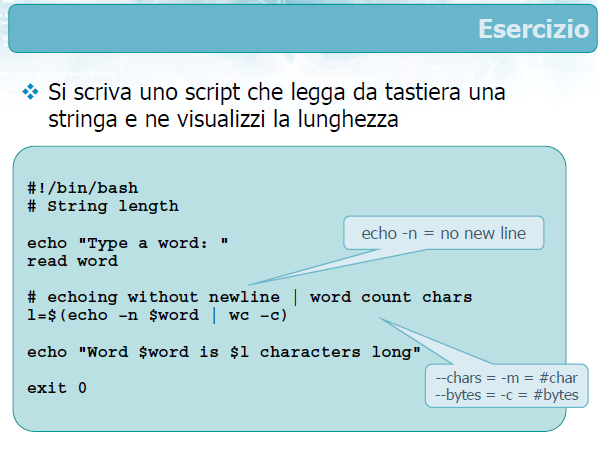 Esercizio
Si scriva uno script che legga da tastiera una
stringa e ne visualizzi la lunghezza
#!/bin/bash
# String length
echo "Type a word: "
read word
echo -n = no new line
# echoing without newline | word count chars
l=$(echo -n $word | wc -c)
echo "Word $word is $l characters long"
--chars = -m = #char
--bytes = -c = #bytes
exit 0